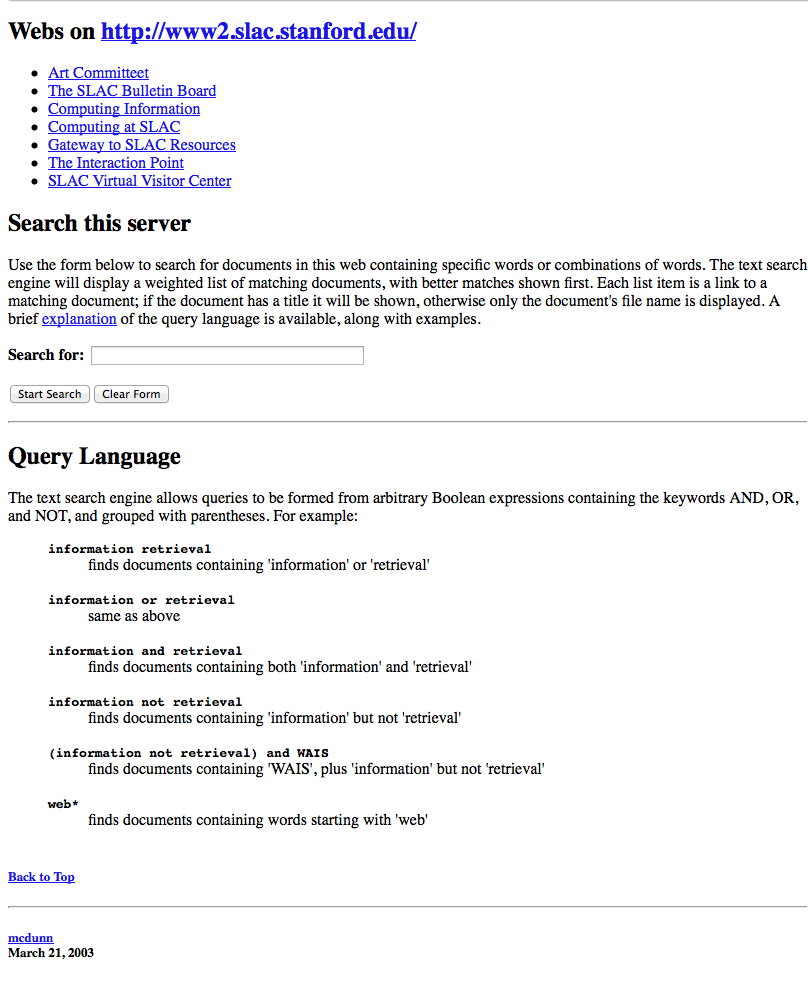 Webs on http://www2.slac.stanford.edu/
Art Committeet
The SLAC Bulletin Board
Computing Information
Computing at SLAC
Gateway to SLAC Resources
The Interaction Point
SLAC Virtual Visitor Center
Search this server
Use the form below to search for documents in this web containing specific words or combinations of words. The text search
engine will display a weighted list of matching documents, with better matches shown first. Each list item is a link to a
matching document; if the document has a title it will be shown, otherwise only the document's file name is displayed. A
brief explanation of the query language is available, along with examples.
Search for:
Start Search Clear Form
Query Language
The text search engine allows queries to be formed from arbitrary Boolean expressions containing the keywords AND, OR,
and NOT, and grouped with parentheses. For example:
information retrieval
finds documents containing 'information' or 'retrieval'
information or retrieval
same as above
information and retrieval
finds documents containing both 'information' and 'retrieval'
information not retrieval
finds documents containing 'information' but not 'retrieval'
(information not retrieval) and WAIS
finds documents containing 'WAIS', plus 'information' but not 'retrieval'
web*
finds documents containing words starting with 'web'
Back to Top
mcdunn
March 21, 2003